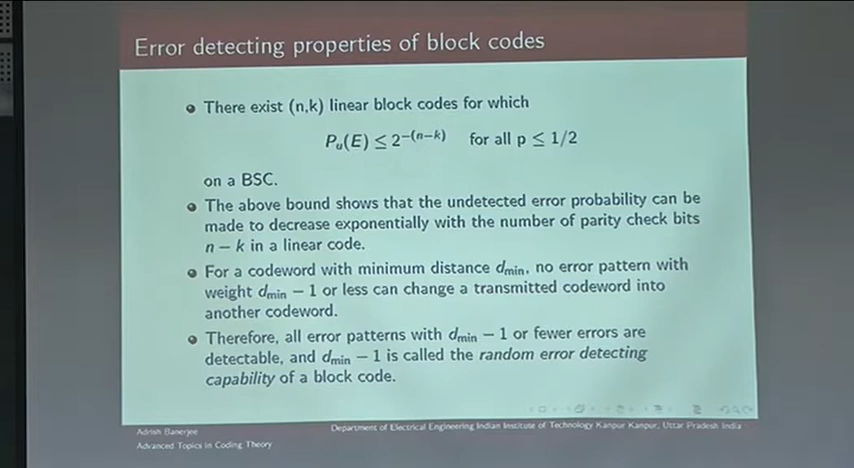 Error detecting properties of block codes
There exist (n,k) linear block codes for which
Pᵤ(E) ≤ 2⁻⁽ⁿ⁻ᵏ⁾ for all p ≤ 1/2
on a BSC.
The above bound shows that the undetected error probability can be
made to decrease exponentially with the number of parity check bits
n − k in a linear code.
For a codeword with minimum distance dmin, no error pattern with
weight dmin − 1 or less can change a transmitted codeword into
another codeword.
Therefore, all error patterns with dmin − 1 or fewer errors are
detectable, and dmin − 1 is called the random error detecting
capability of a block code.
Adrish Banerjee
Department of Electrical Engineering Indian Institute of Technology Kanpur Kanpur, Uttar Pradesh India
Advanced Topics in Coding Theory